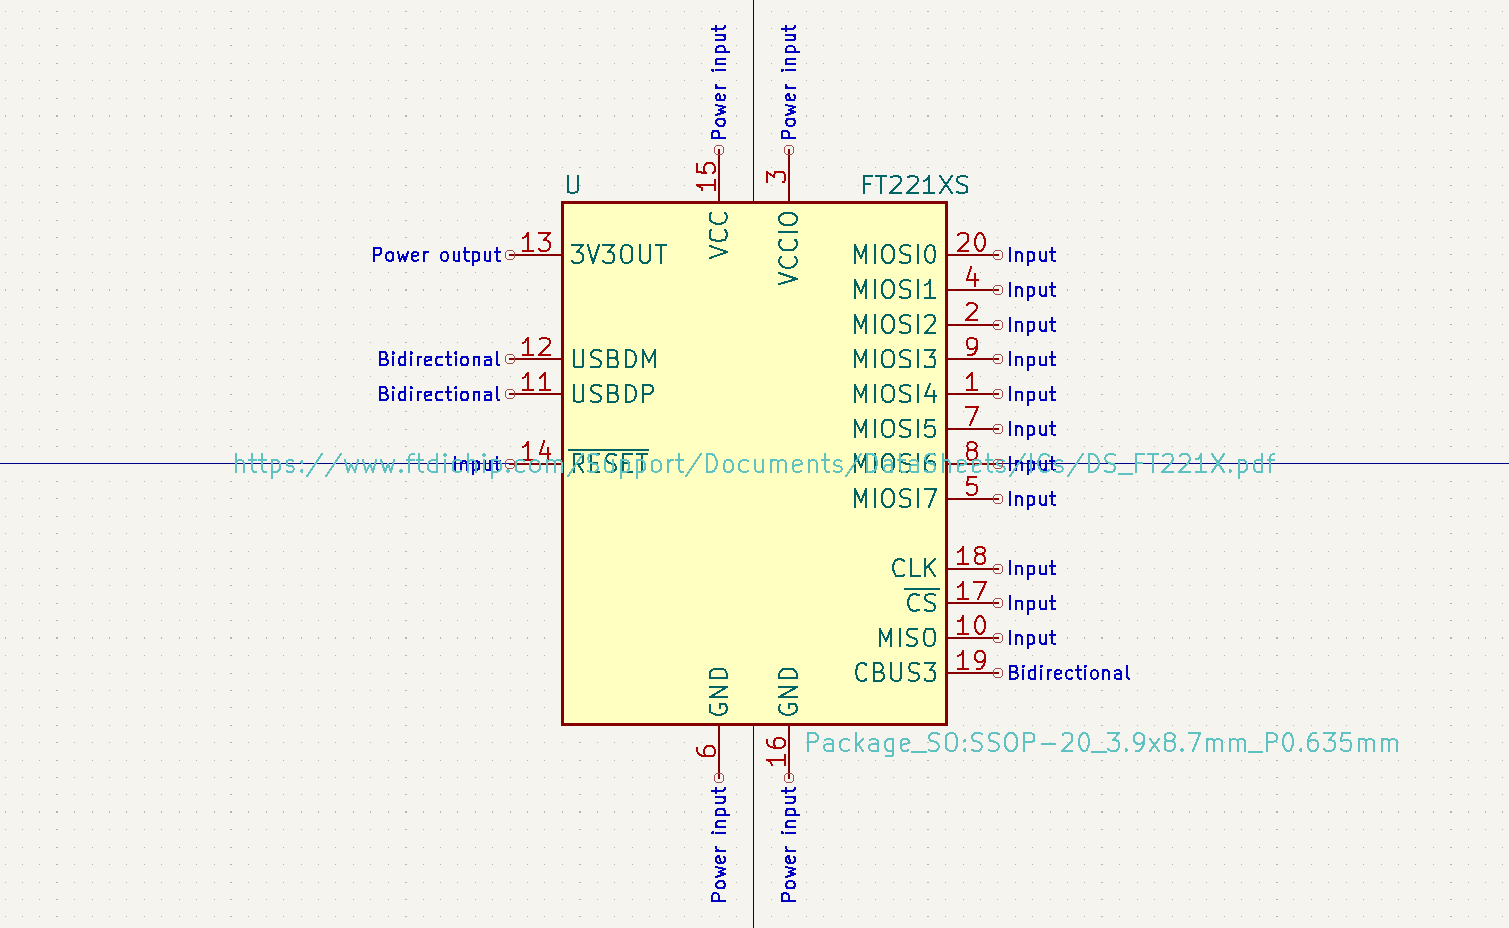 Power input
Power input
15
3
U
FT221XS
VCC
VCCIO
Power output 13 3V3OUT
MIOSI0 20 Input
MIOSI1 4 Input
MIOSI2 2 Input
Bidirectional 12 USBDM
MIOSI3 9 Input
Bidirectional 11 USBDP
MIOSI4 1 Input
MIOSI5 7 Input
Input 14 RESET
MIOSI6 8 Input
https://www.ftdichip.com/Support/Documents/DataSheets/ICs/DS_FT221X.pdf
MIOSI7 5 Input
CLK 18 Input
CS 17 Input
MISO 10 Input
CBUS3 19 Bidirectional
GND
GND
6
16
Package_SO:SSOP-20_3.9x8.7mm_P0.635mm
Power input
Power input